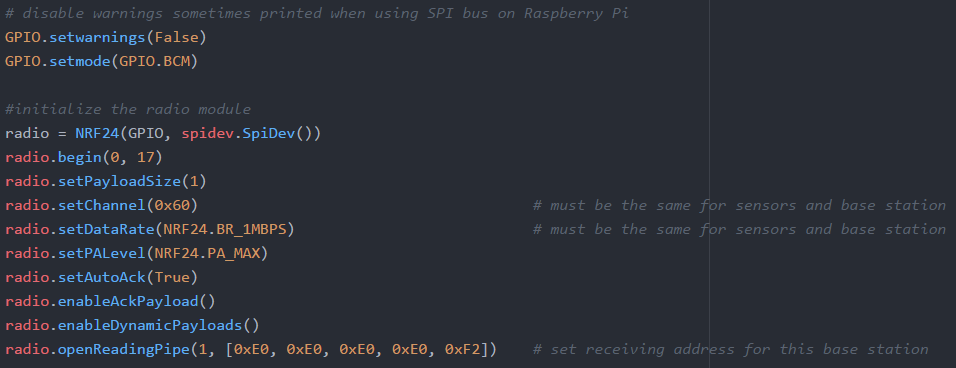 # disable warnings sometimes printed when using SPI bus on Raspberry Pi
GPIO.setwarnings(False)
GPIO.setmode(GPIO.BCM)
#initialize the radio module
radio = NRF24(GPIO, spidev.SpiDev())
radio.begin(0, 17)
radio.setPayloadSize(1)
radio.setChannel(0x60) # must be the same for sensors and base station
radio.setDataRate(NRF24.BR_1MBPS) # must be the same for sensors and base station
radio.setPALevel(NRF24.PA_MAX)
radio.setAutoAck(True)
radio.enableAckPayload()
radio.enableDynamicPayloads()
radio.openReadingPipe(1, [0xE0, 0xE0, 0xE0, 0xE0, 0xF2]) # set receiving address for this base station